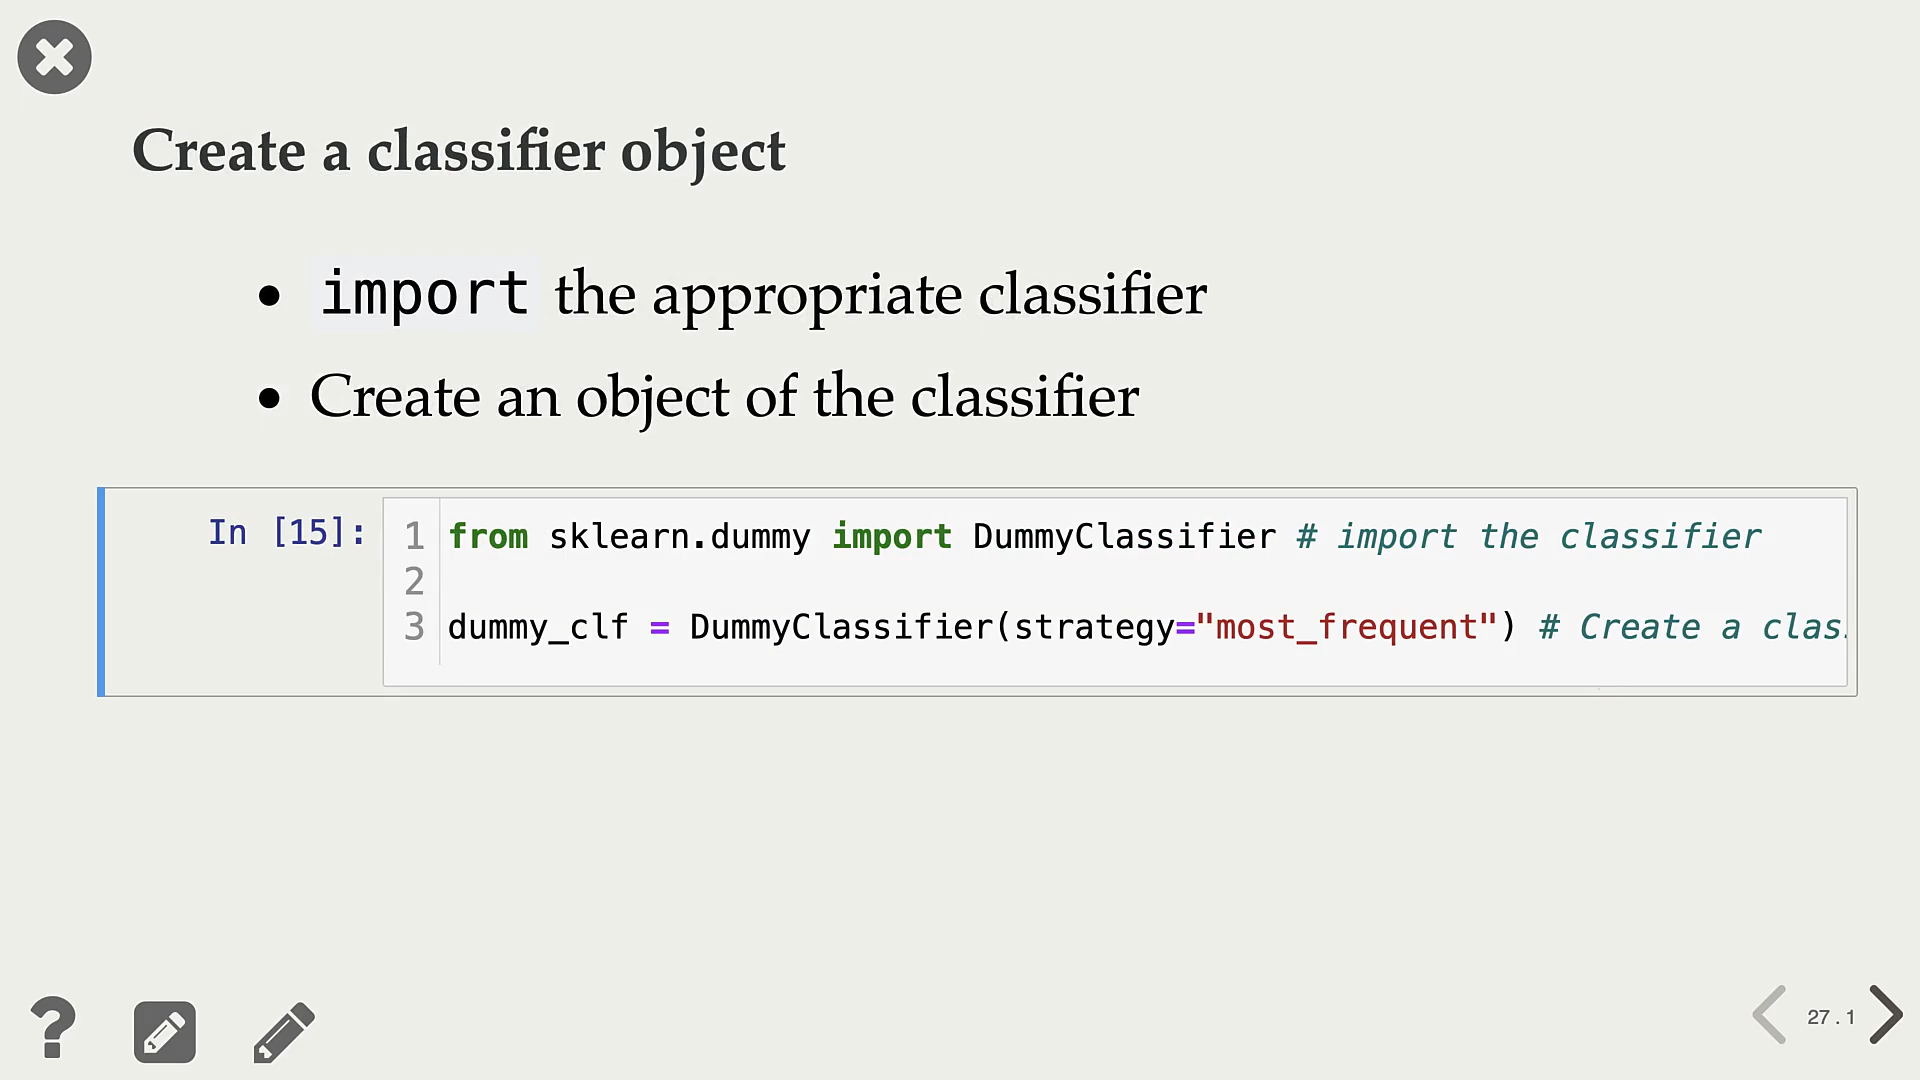 Create a classifier object
• import the appropriate classifier
• Create an object of the classifier
In [15]:
1 from sklearn.dummy import DummyClassifier # import the classifier
2
3 dummy_clf = DummyClassifier(strategy="most_frequent") # Create a clas
27 . 1